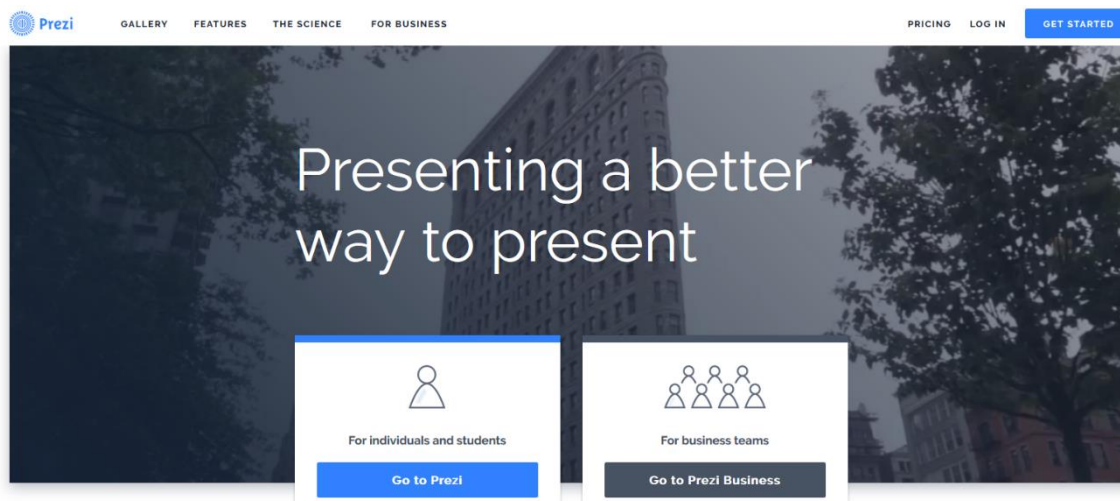 Prezi
GALLERY FEATURES THE SCIENCE FOR BUSINESS
PRICING LOG IN GET STARTED
Presenting a better
way to present
For individuals and students
Go to Prezi
For business teams
Go to Prezi Business